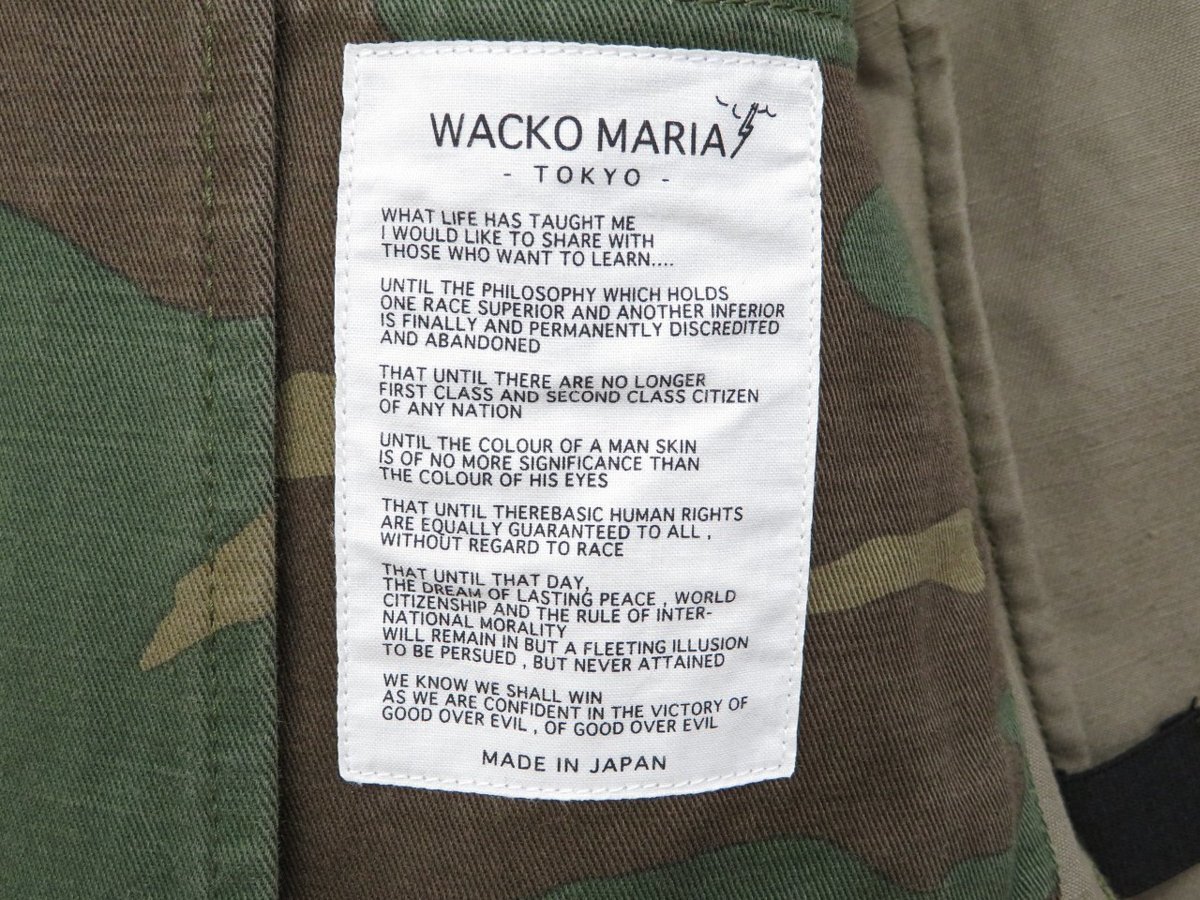 WACKO MARIA
- TOKYO -
WHAT LIFE HAS TAUGHT ME
I WOULD LIKE TO SHARE WITH
THOSE WHO WANT TO LEARN....
UNTIL THE PHILOSOPHY WHICH HOLDS
ONE RACE SUPERIOR AND ANOTHER INFERIOR
IS FINALLY AND PERMANENTLY DISCREDITED
AND ABANDONED
THAT UNTIL THERE ARE NO LONGER
FIRST CLASS AND SECOND CLASS CITIZEN
OF ANY NATION
UNTIL THE COLOUR OF A MAN SKIN
IS OF NO MORE SIGNIFICANCE THAN
THE COLOUR OF HIS EYES
THAT UNTIL THEREBASIC HUMAN RIGHTS
ARE EQUALLY GUARANTEED TO ALL ,
WITHOUT REGARD TO RACE
THAT UNTIL THAT DAY,
THE DREAM OF LASTING PEACE , WORLD
CITIZENSHIP AND THE RULE OF INTER-
NATIONAL MORALITY
WILL REMAIN IN BUT A FLEETING ILLUSION
TO BE PERSUED , BUT NEVER ATTAINED
WE KNOW WE SHALL WIN
AS WE ARE CONFIDENT IN THE VICTORY OF
GOOD OVER EVIL , OF GOOD OVER EVIL
MADE IN JAPAN